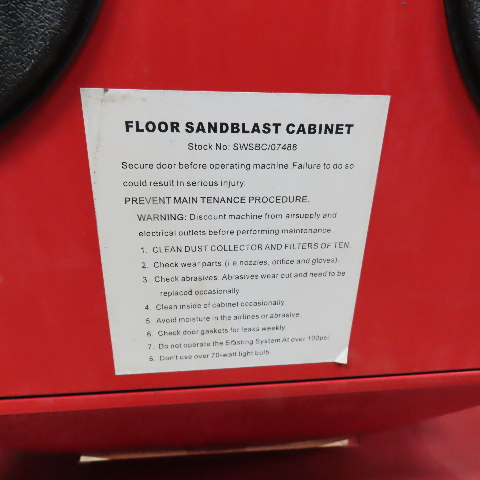 FLOOR SANDBLAST CABINET
Stock No: SWSBC/07488
Secure door before operating machine.Failure to do so
could result in serious injury.
PREVENT MAIN TENANCE PROCEDURE.
WARNING: Discount machine from airsupply and
electrical outlets before performing maintenance.
1. CLEAN DUST COLLECTOR AND FILTERS OF TEN.
2. Check wear parts.(i.e nozzles, orifice and gloves).
3 Check abrasives. Abrasives wear out and need to be
replaced occasionally.
4. Clean inside of cabinet occasionally.
5. Avoid moisture in the airlines or abrasive.
6. Check door gaskets for leaks weekly.
7. Do not operate the Blasting System At over 100psi.
8. Don't use over 70-watt light bulb.